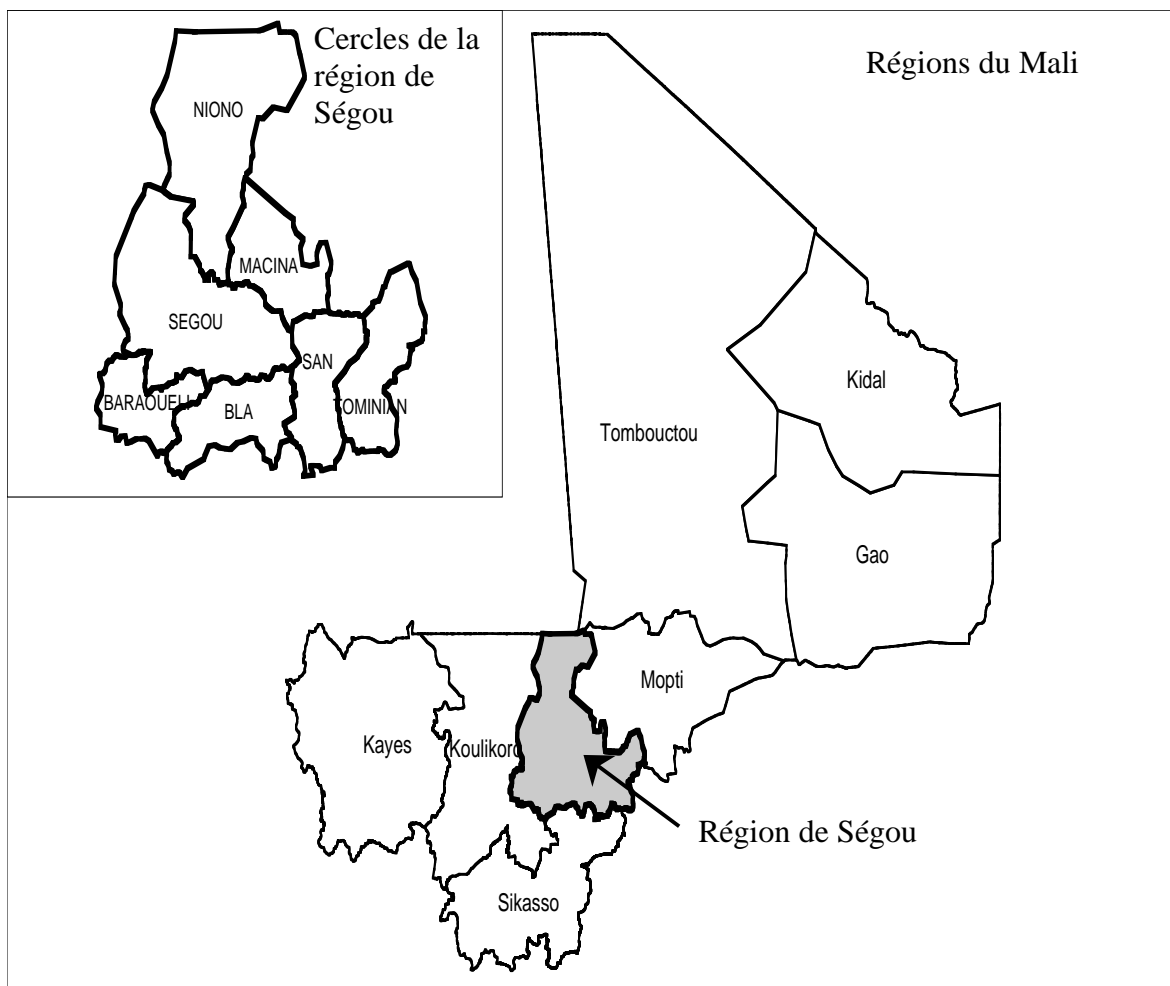 Cercles de la
région de
Ségou
NIONO
MACINA
SEGOU
SAN
BARAOUELI
BLA
TOMINIAN
Régions du Mali
Kidal
Tombouctou
Gao
Mopti
Kayes
Koulikoro
Région de Ségou
Sikasso